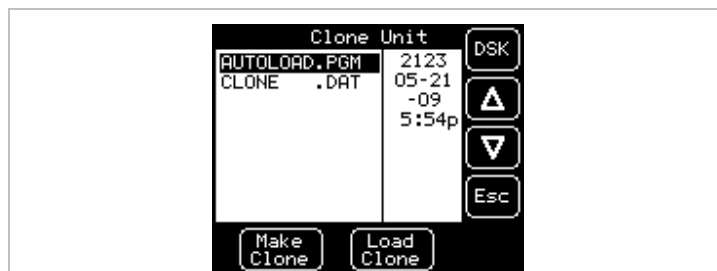 Clone Unit
DSK
AUTOLOAD.PGM
CLONE .DAT
2123
05-21
-09
5:54p
Esc
Make
Clone
Load
Clone